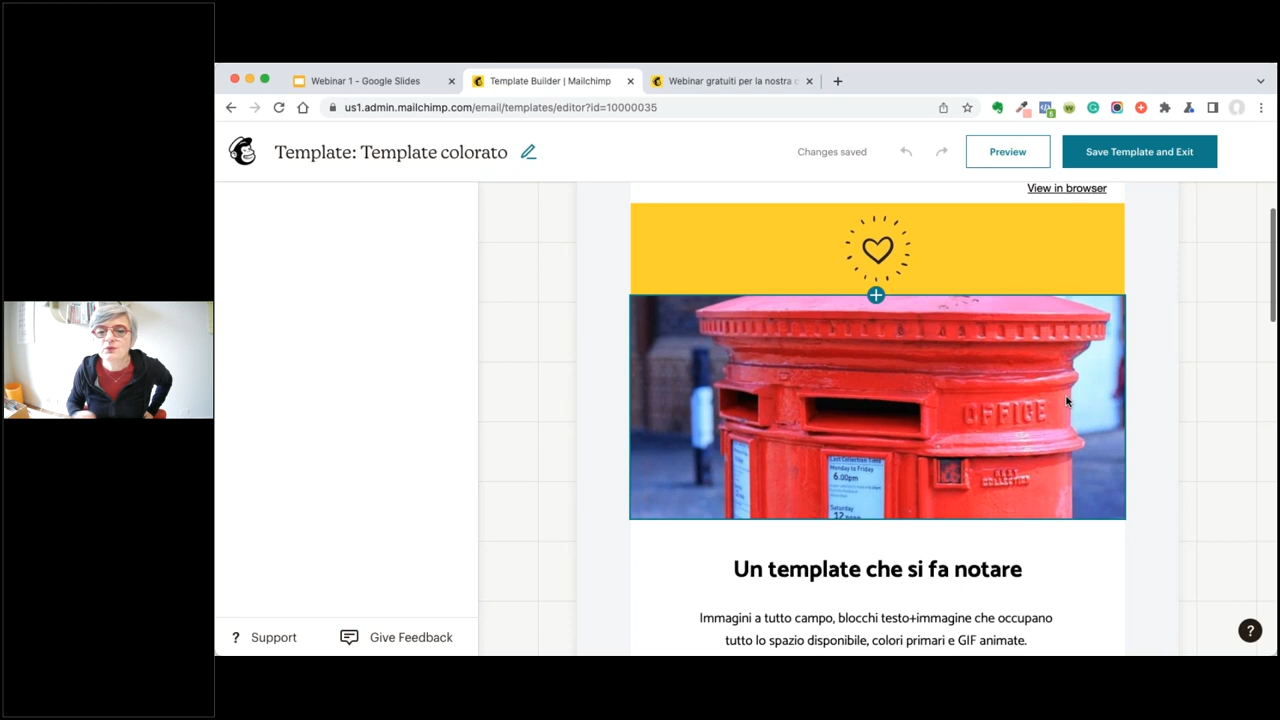 Webinar 1 - Google Slides
Template Builder | Mailchimp
Webinar gratuiti per la nostra c
us1.admin.mailchimp.com/email/templates/editor?id=10000035
Template: Template colorato
Changes saved
Preview
Save Template and Exit
View in browser
OFFICE
Last Collection Time
Monday to Friday
6.00pm
Saturday
Un template che si fa notare
Immagini a tutto campo, blocchi testo+immagine che occupano
tutto lo spazio disponibile, colori primari e GIF animate.
? Support
Give Feedback
?